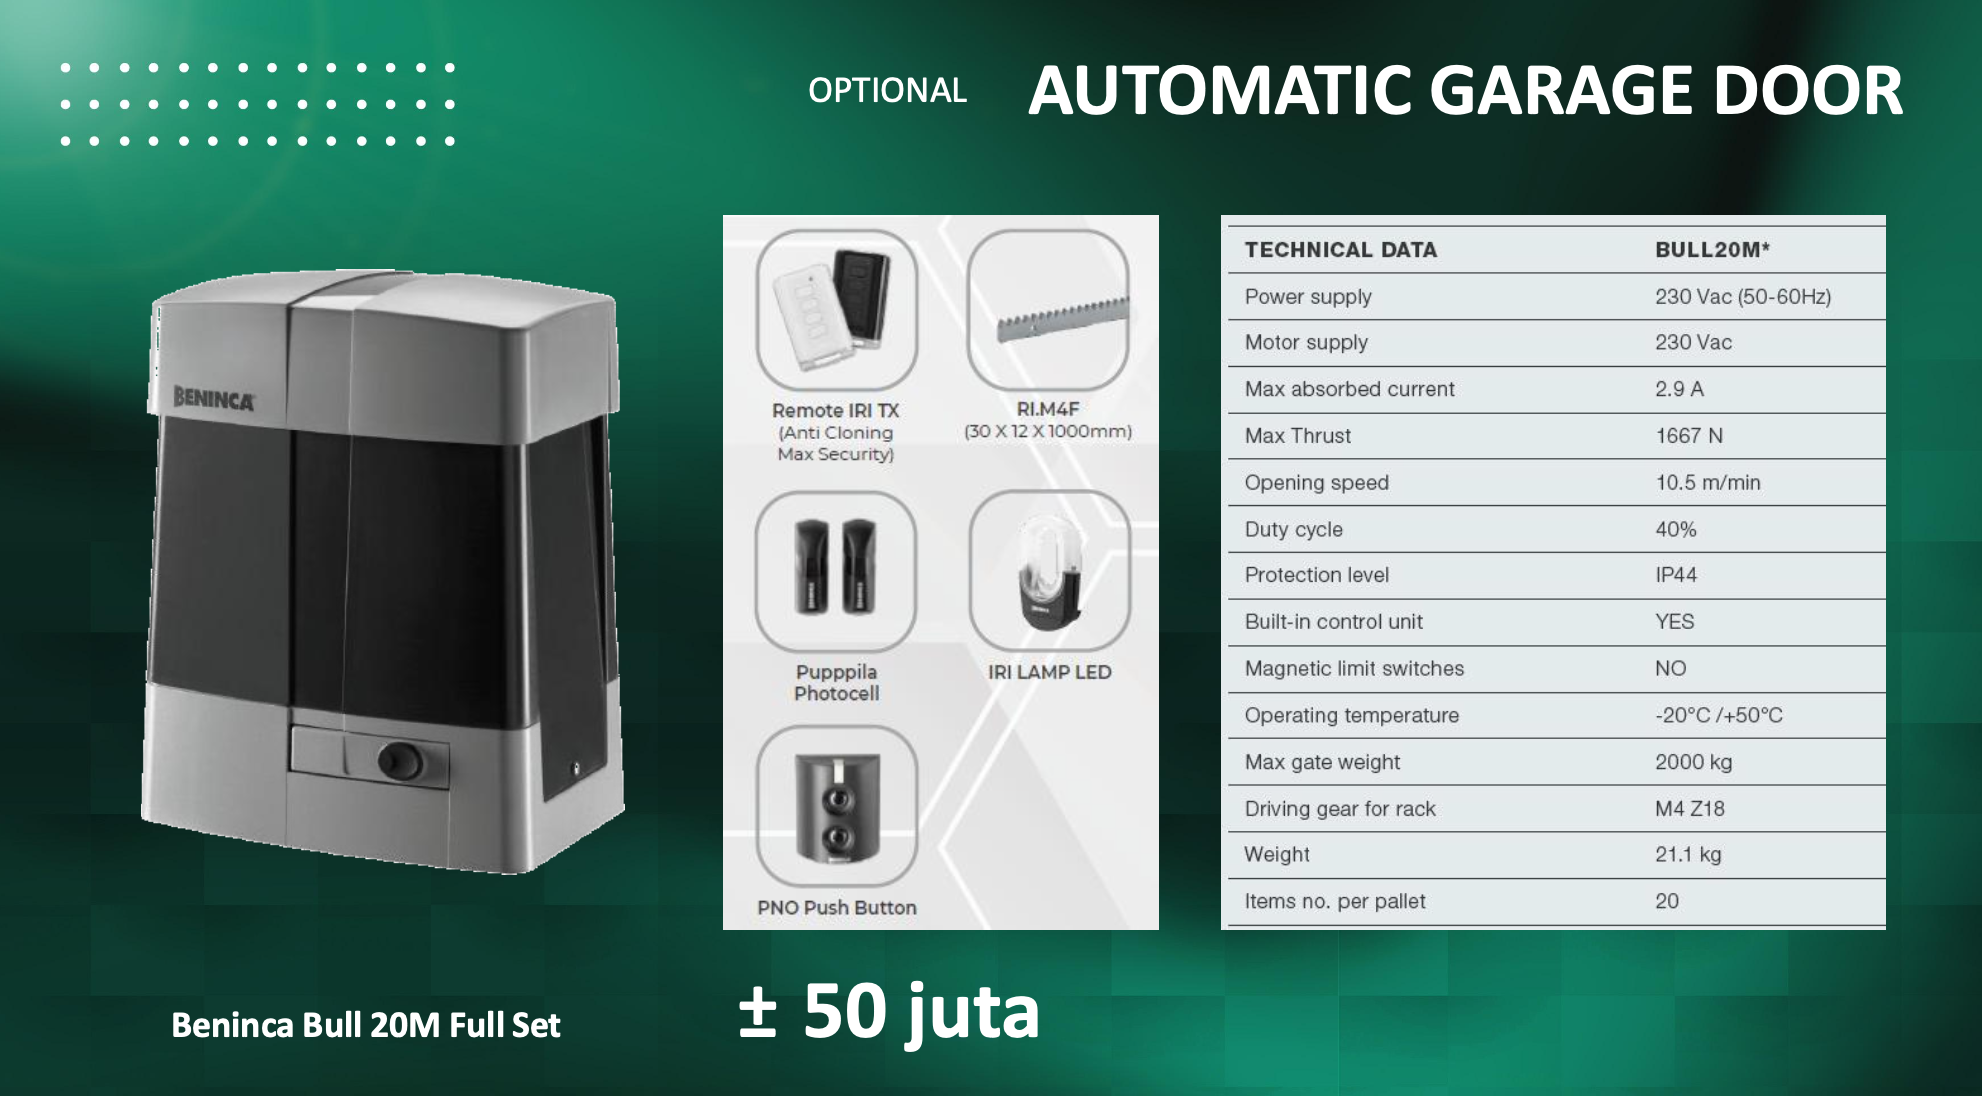 OPTIONAL
AUTOMATIC GARAGE DOOR
BENINCA
Remote IRI TX
(Anti Cloning
Max Security)
RI.M4F
(30 X 12 X 1000mm)
Pupppila
Photocell
IRI LAMP LED
PNO Push Button
TECHNICAL DATA BULL20M*
Power supply 230 Vac (50-60Hz)
Motor supply 230 Vac
Max absorbed current 2.9 A
Max Thrust 1667 N
Opening speed 10.5 m/min
Duty cycle 40%
Protection level IP44
Built-in control unit YES
Magnetic limit switches NO
Operating temperature -20°C /+50°C
Max gate weight 2000 kg
Driving gear for rack M4 Z18
Weight 21.1 kg
Items no. per pallet 20
Beninca Bull 20M Full Set
± 50 juta